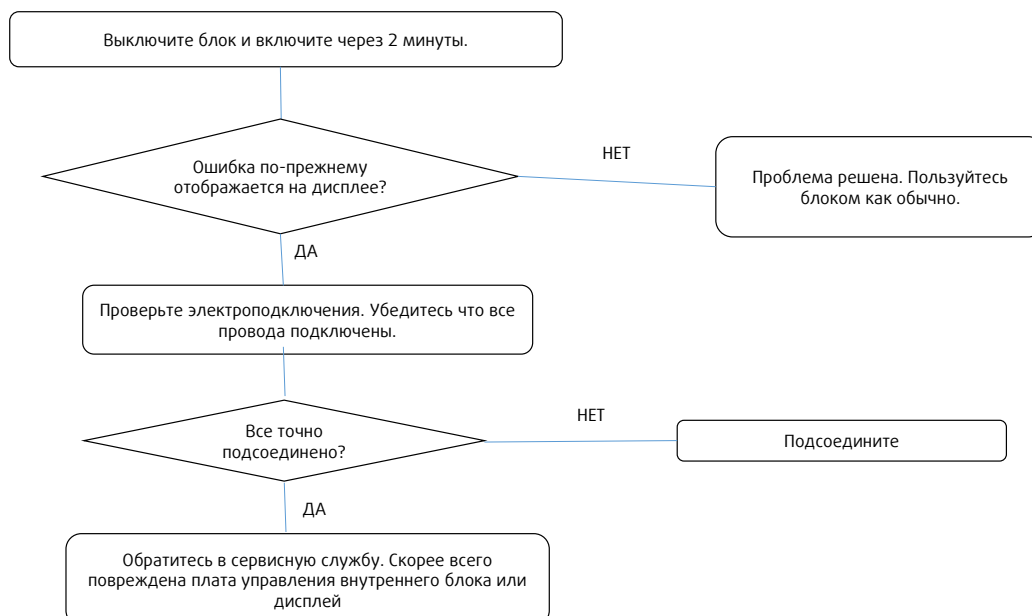 Выключите блок и включите через 2 минуты.
Ошибка по-прежнему
отображается на дисплее?
НЕТ
Проблема решена. Пользуйтесь
блоком как обычно.
ДА
Проверьте электроподключения. Убедитесь что все
провода подключены.
Все точно
подсоединено?
НЕТ
Подсоедините
ДА
Обратитесь в сервисную службу. Скорее всего
повреждена плата управления внутреннего блока или
дисплей